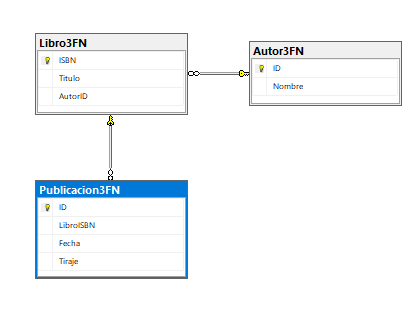 Libro3FN
ISBN
Titulo
AutorID
Autor3FN
ID
Nombre
Publicacion3FN
ID
LibroISBN
Fecha
Tiraje